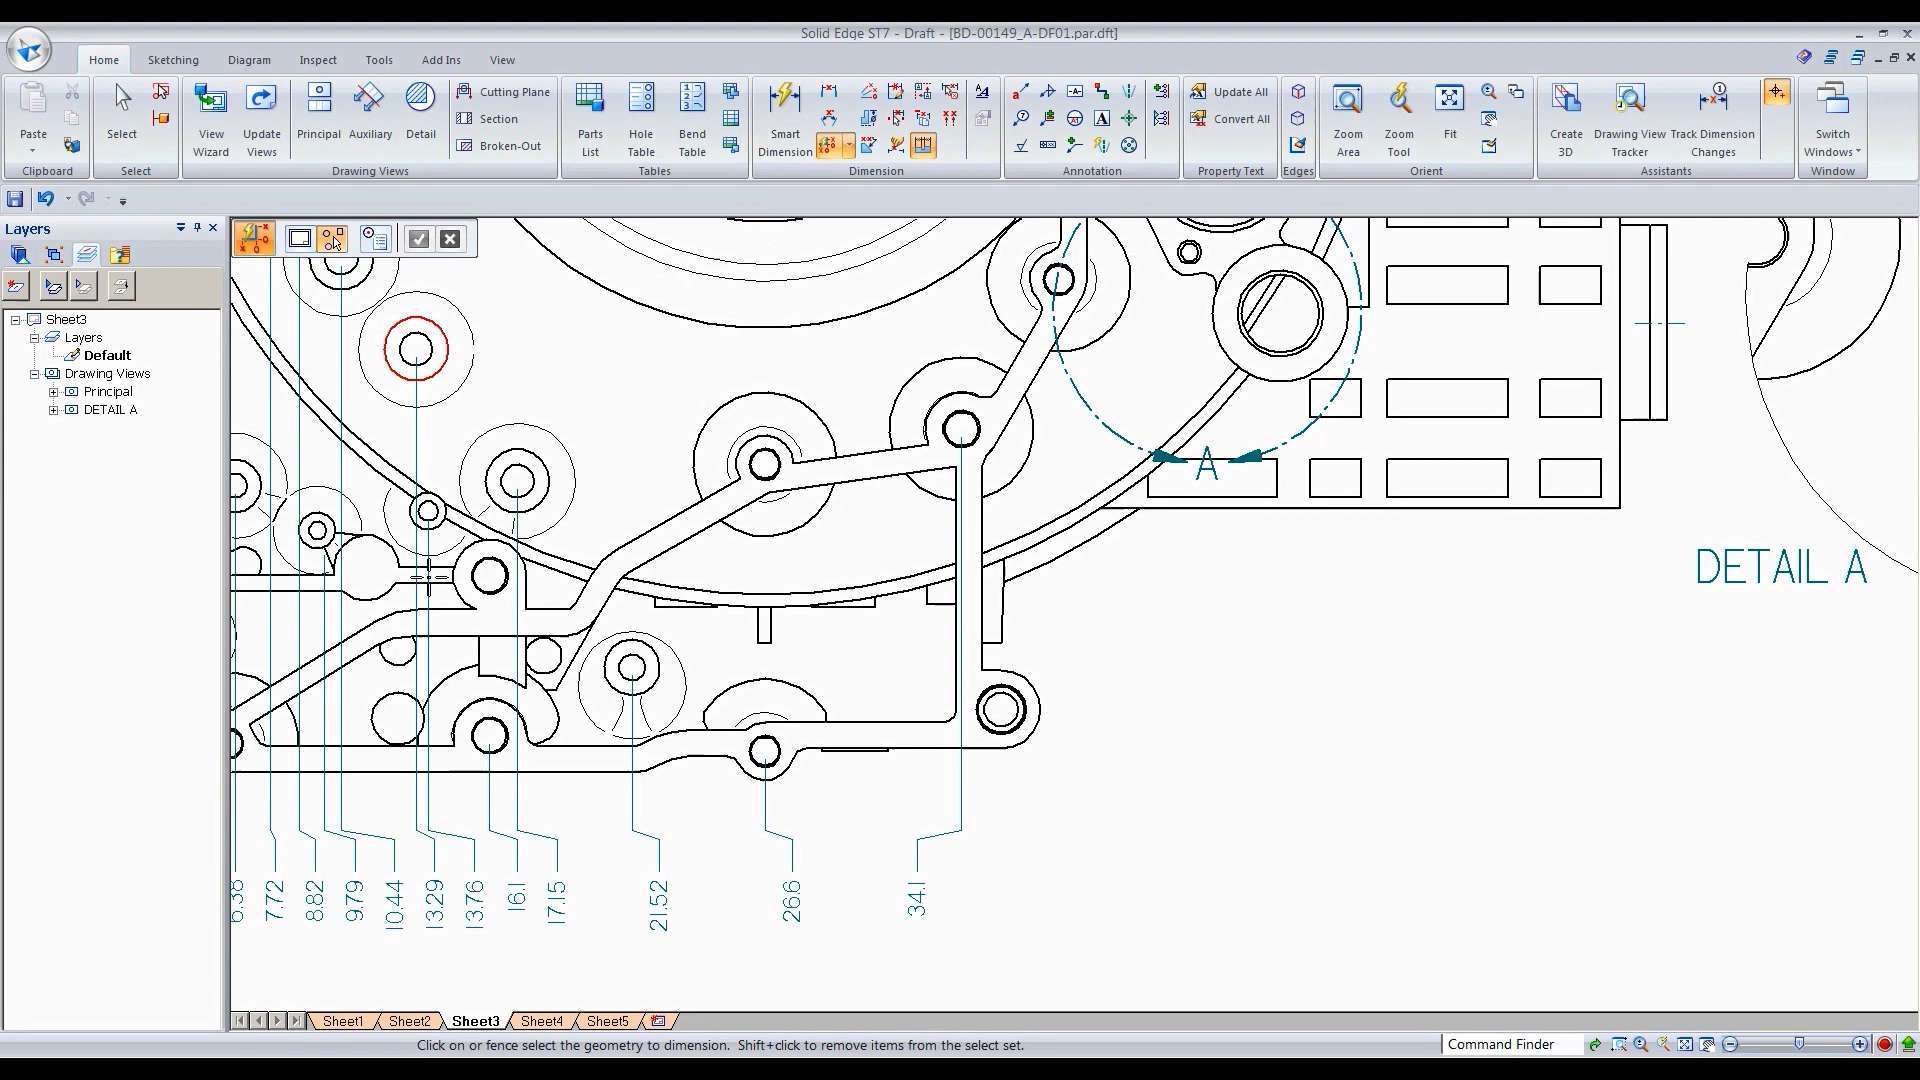 Solid Edge ST7 - Draft - [BD-00149_A-DF01.par.dft]
Home Sketching Diagram Inspect Tools Add Ins View
Paste
Clipboard
Select
Select
View Wizard
Update Views
Principal
Auxiliary
Detail
Cutting Plane
Section
Broken-Out
Drawing Views
Parts List
Hole Table
Bend Table
Tables
Smart Dimension
Dimension
Annotation
Update All
Convert All
Property Text
Edges
Zoom Area
Zoom Tool
Fit
Orient
Create 3D
Drawing View Tracker
Track Dimension Changes
Assistants
Switch Windows
Window
Layers
Sheet3
Layers
Default
Drawing Views
Principal
DETAIL A
A
DETAIL A
6.38
7.72
8.82
9.79
10.44
13.29
13.76
16.1
17.15
21.52
26.6
34.1
Sheet1 Sheet2 Sheet3 Sheet4 Sheet5
Click on or fence select the geometry to dimension. Shift+click to remove items from the select set.
Command Finder